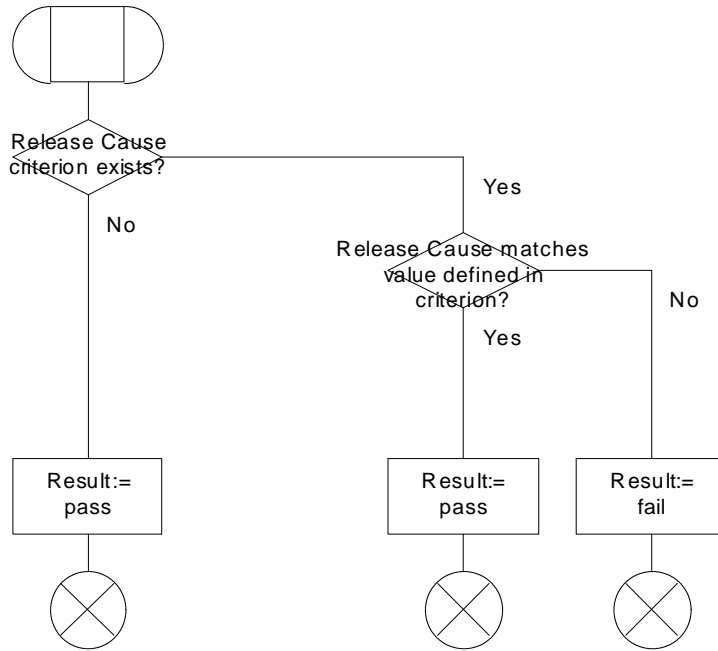 Release Cause
criterion exists?
Yes
No
Release Cause matches
value defined in
criterion?
No
Yes
Result:=
pass
Result:=
pass
Result:=
fail